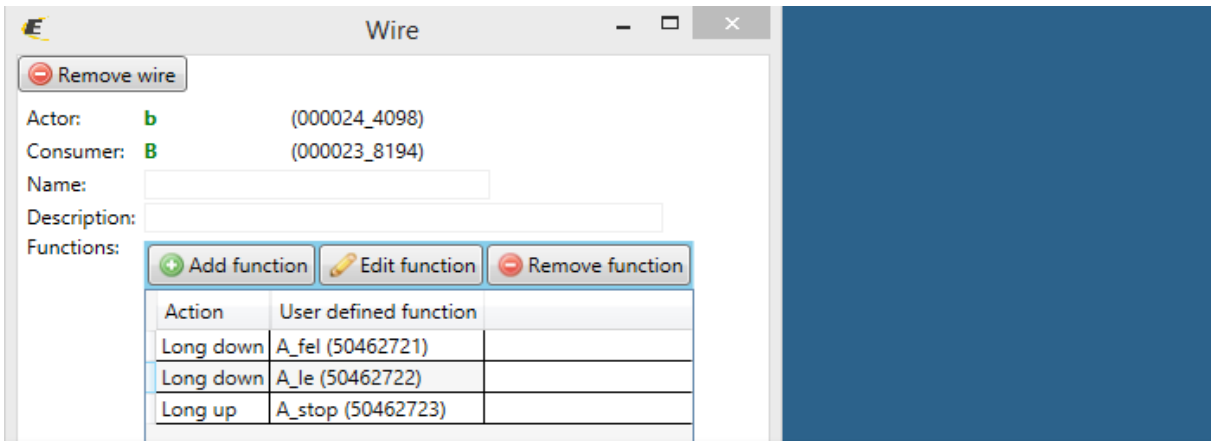 Wire
Remove wire
Actor: b (000024_4098)
Consumer: B (000023_8194)
Name:
Description:
Functions:
Add function Edit function Remove function
Action User defined function
Long down A_fel (50462721)
Long down A_le (50462722)
Long up A_stop (50462723)